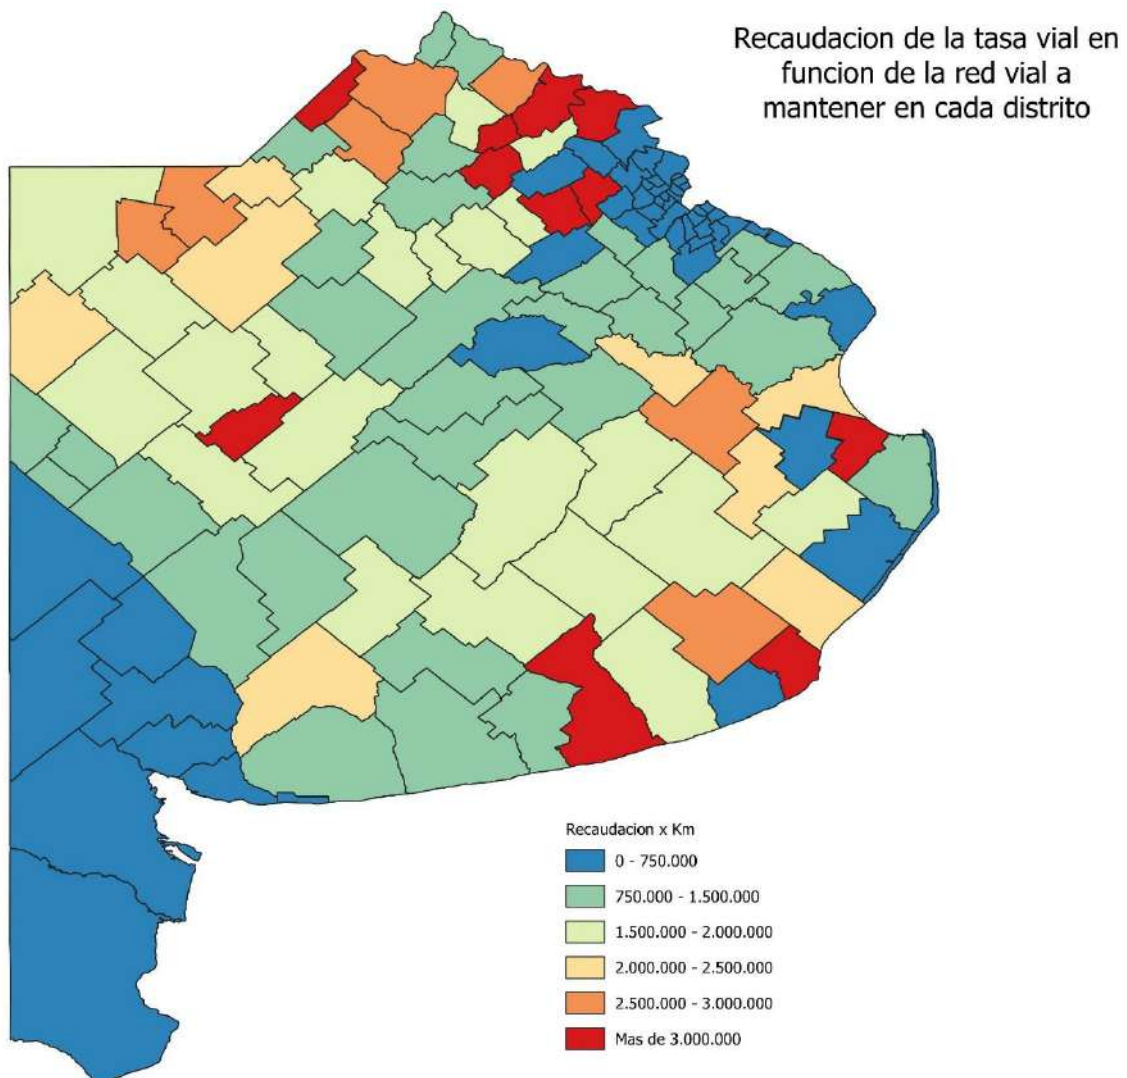 Recaudacion de la tasa vial en
funcion de la red vial a
mantener en cada distrito
Recaudacion x Km
0 - 750.000
750.000 - 1.500.000
1.500.000 - 2.000.000
2.000.000 - 2.500.000
2.500.000 - 3.000.000
Mas de 3.000.000